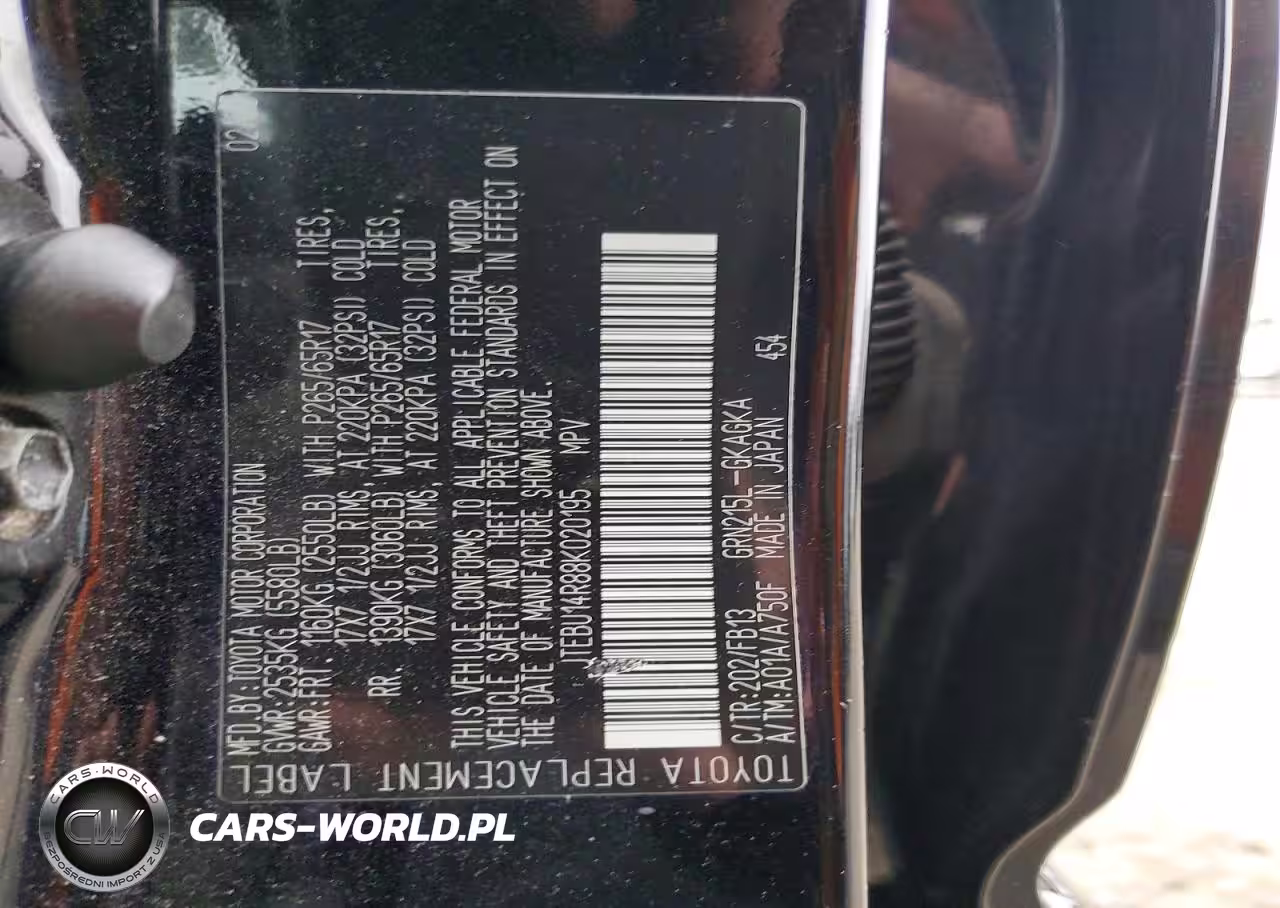 02
MFD.BY:TOYOTA MOTOR CORPORATION
GVWR:2535KG (5580LB)
GAWR:FRT. 1160KG (2550LB) WITH P265/65R17 TIRES,
17X7 1/2JJ RIMS, AT 220KPA (32PSI) COLD
RR. 1390KG (3060LB) WITH P265/65R17 TIRES,
17X7 1/2JJ RIMS, AT 220KPA (32PSI) COLD
THIS VEHICLE CONFORMS TO ALL APPLICABLE FEDERAL MOTOR
VEHICLE SAFETY AND THEFT PREVENTION STANDARDS IN EFFECT ON
THE DATE OF MANUFACTURE SHOWN ABOVE.
JTEBU14R88K020195 MPV
C/TR:202/FB13 GRN215L-GKAGKA
A/TM:A01A/A750F MADE IN JAPAN 454
TOYOTA REPLACEMENT LABEL
CARS-WORLD
CW
BEZPOŚREDNI IMPORT Z USA
CARS-WORLD.PL